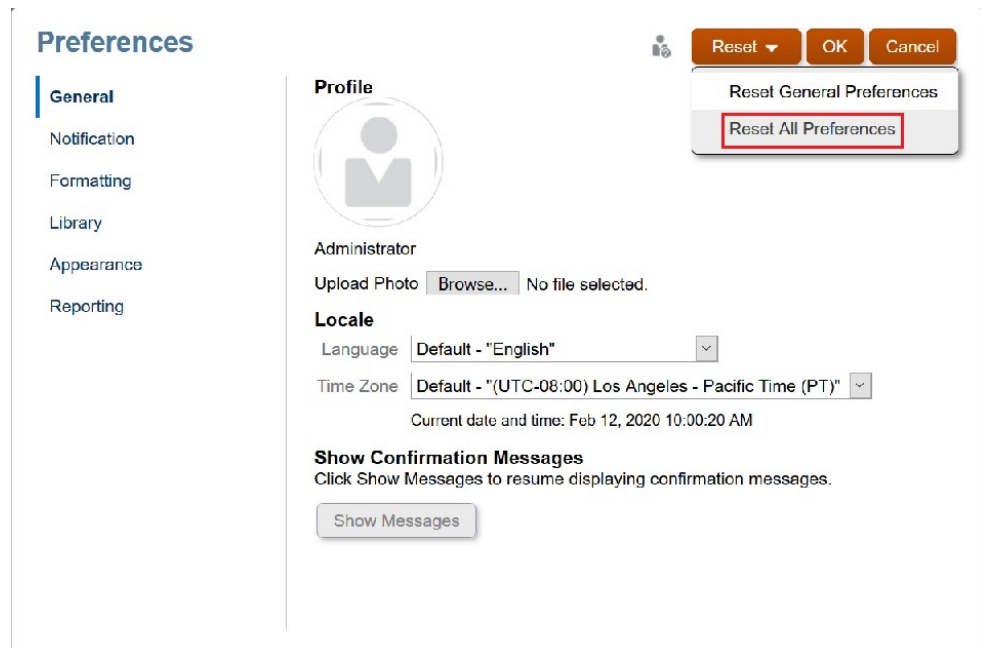 Preferences
Reset OK Cancel
Reset General Preferences
Reset All Preferences
General
Notification
Formatting
Library
Appearance
Reporting
Profile
Administrator
Upload Photo Browse... No file selected.
Locale
Language Default - "English"
Time Zone Default - "(UTC-08:00) Los Angeles - Pacific Time (PT)"
Current date and time: Feb 12, 2020 10:00:20 AM
Show Confirmation Messages
Click Show Messages to resume displaying confirmation messages.
Show Messages